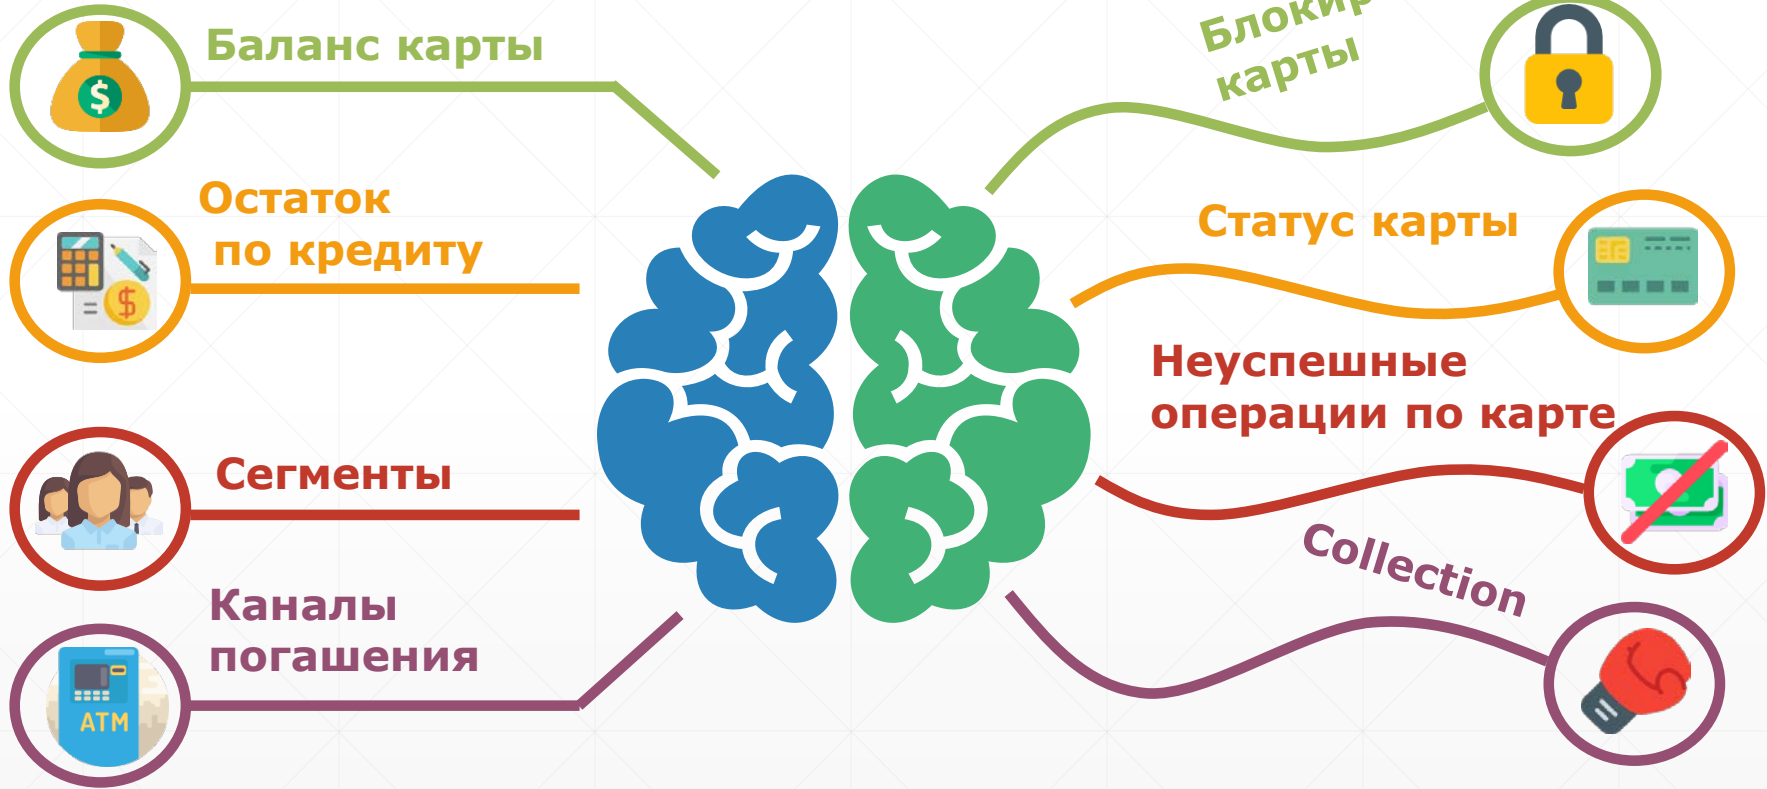 Баланс карты
Остаток
по кредиту
Сегменты
Каналы
погашения
ATM
карты
Статус карты
Неуспешные
операции по карте
Collection